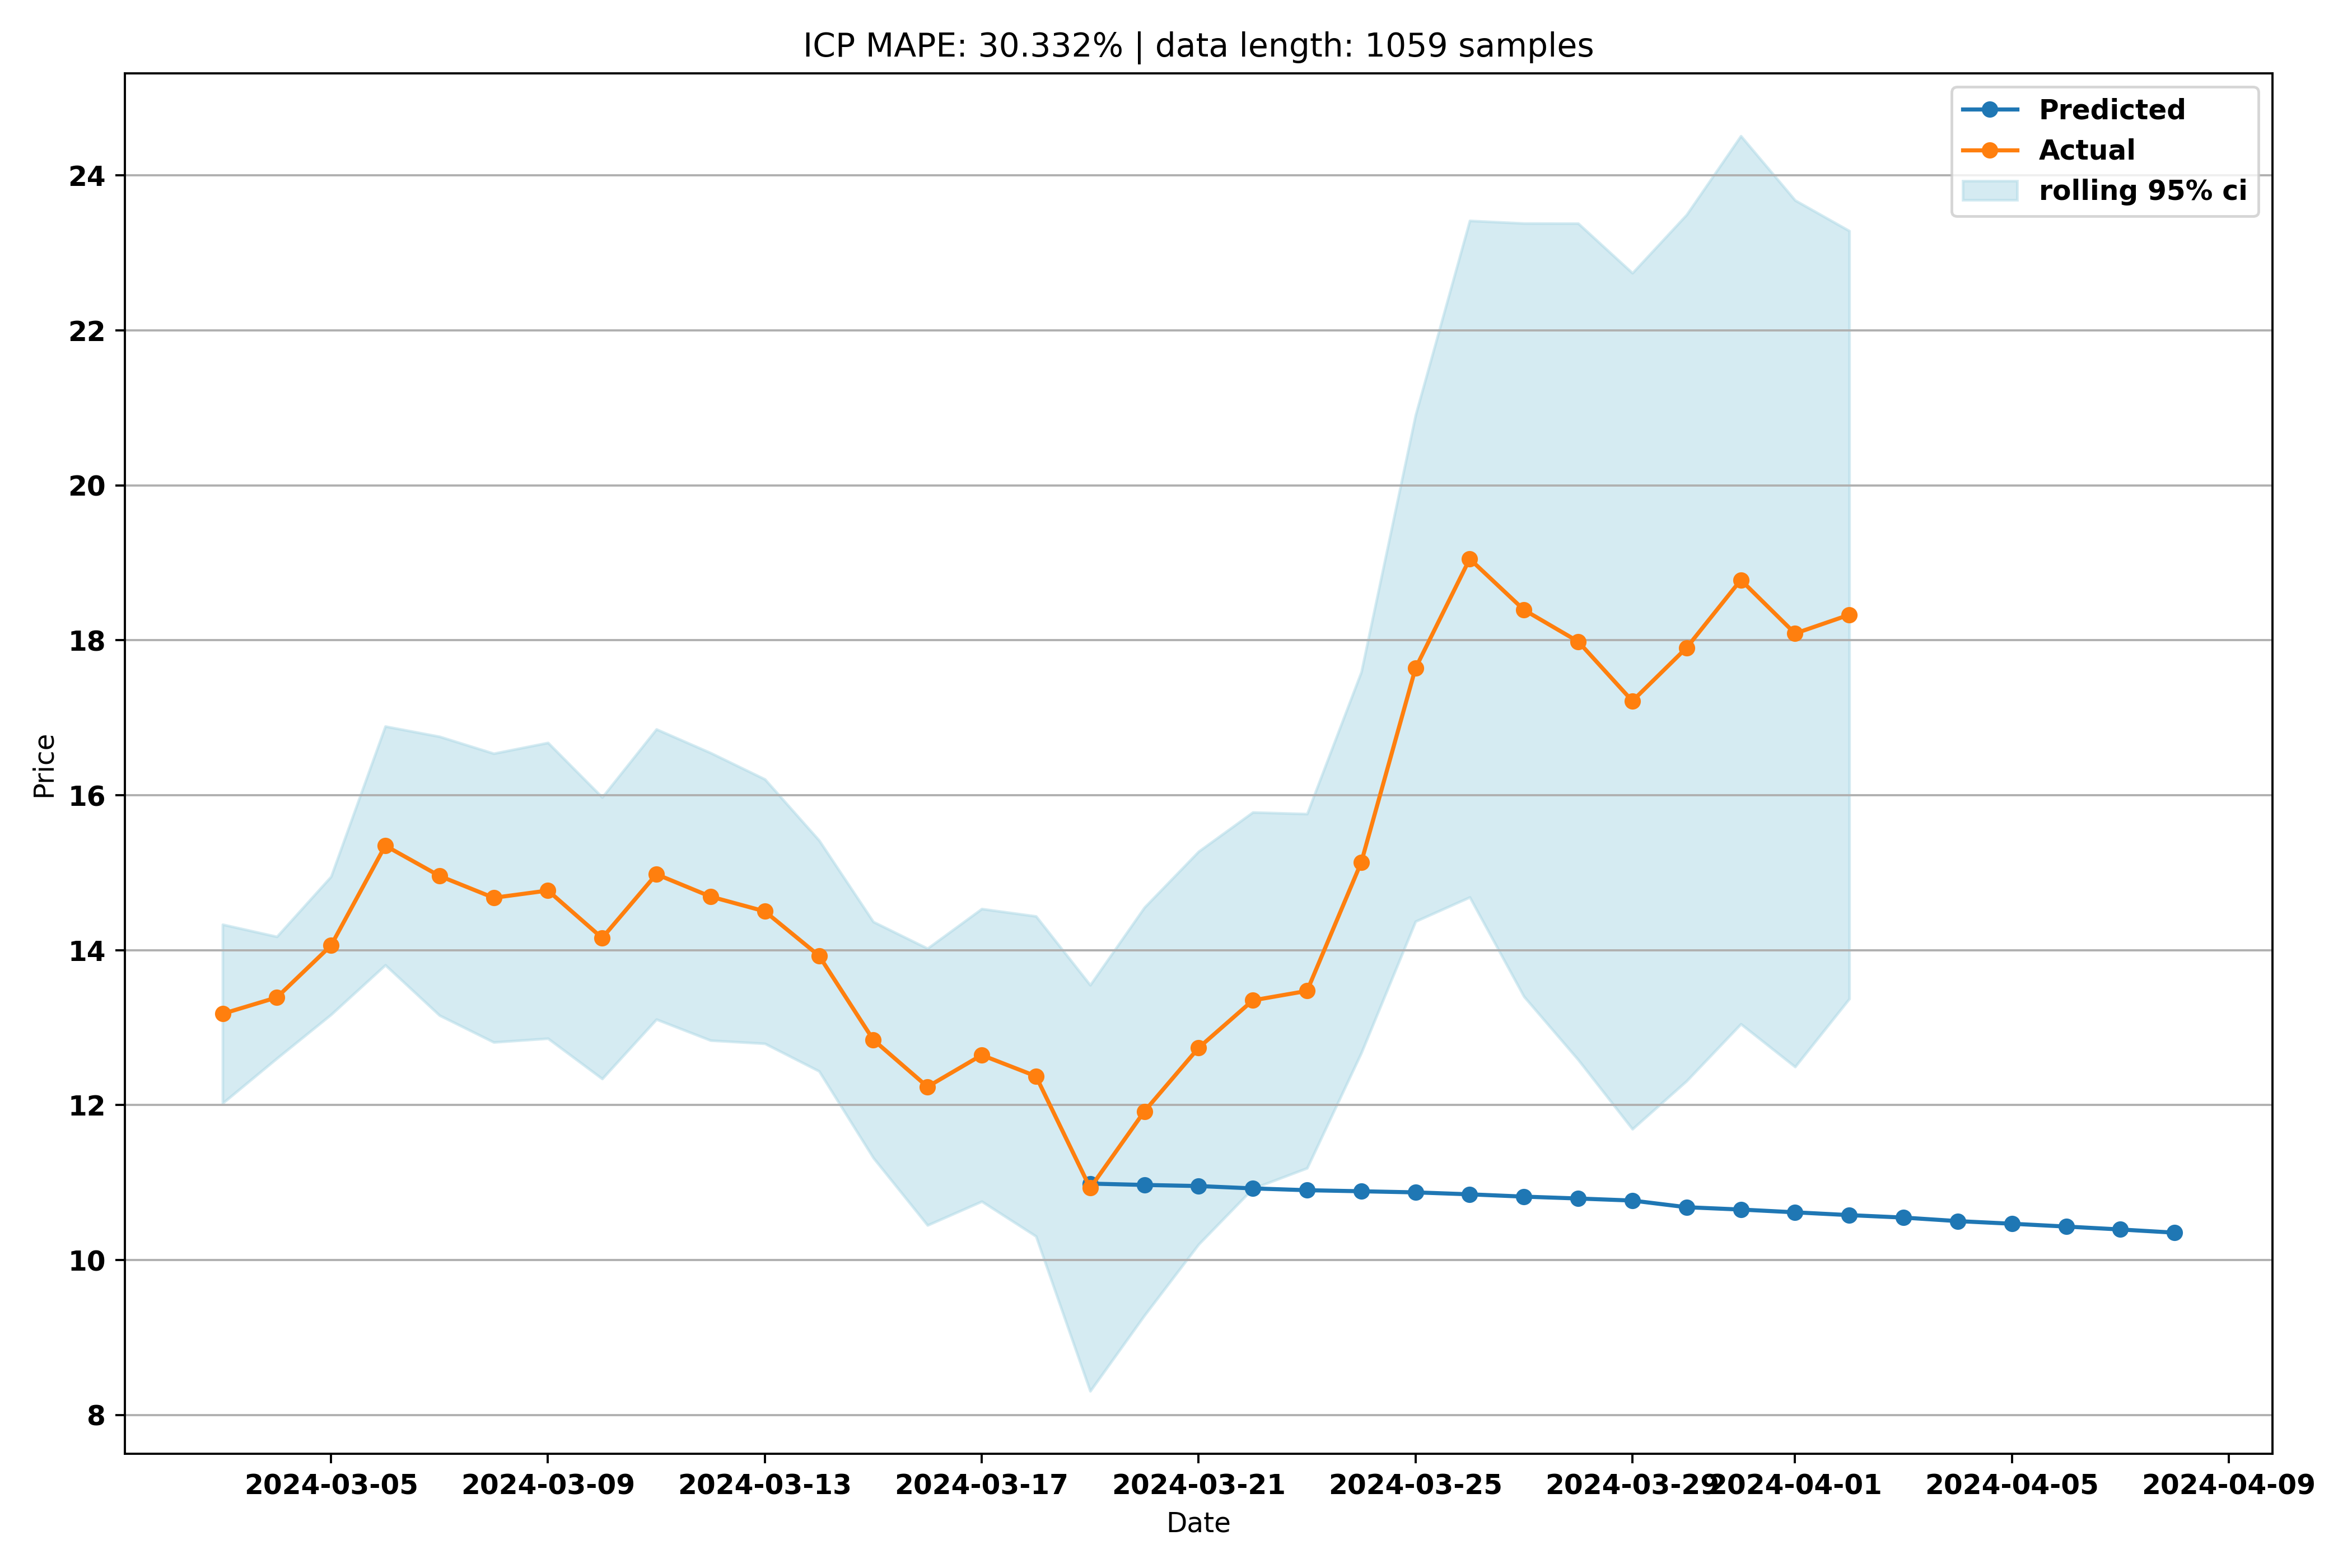 ICP MAPE: 30.332% | data length: 1059 samples
Predicted
Actual
rolling 95% ci
24
22
20
18
16
14
12
10
8
Price
2024-03-05 2024-03-09 2024-03-13 2024-03-17 2024-03-21 2024-03-25 2024-03-29 2024-04-01 2024-04-05 2024-04-09
Date